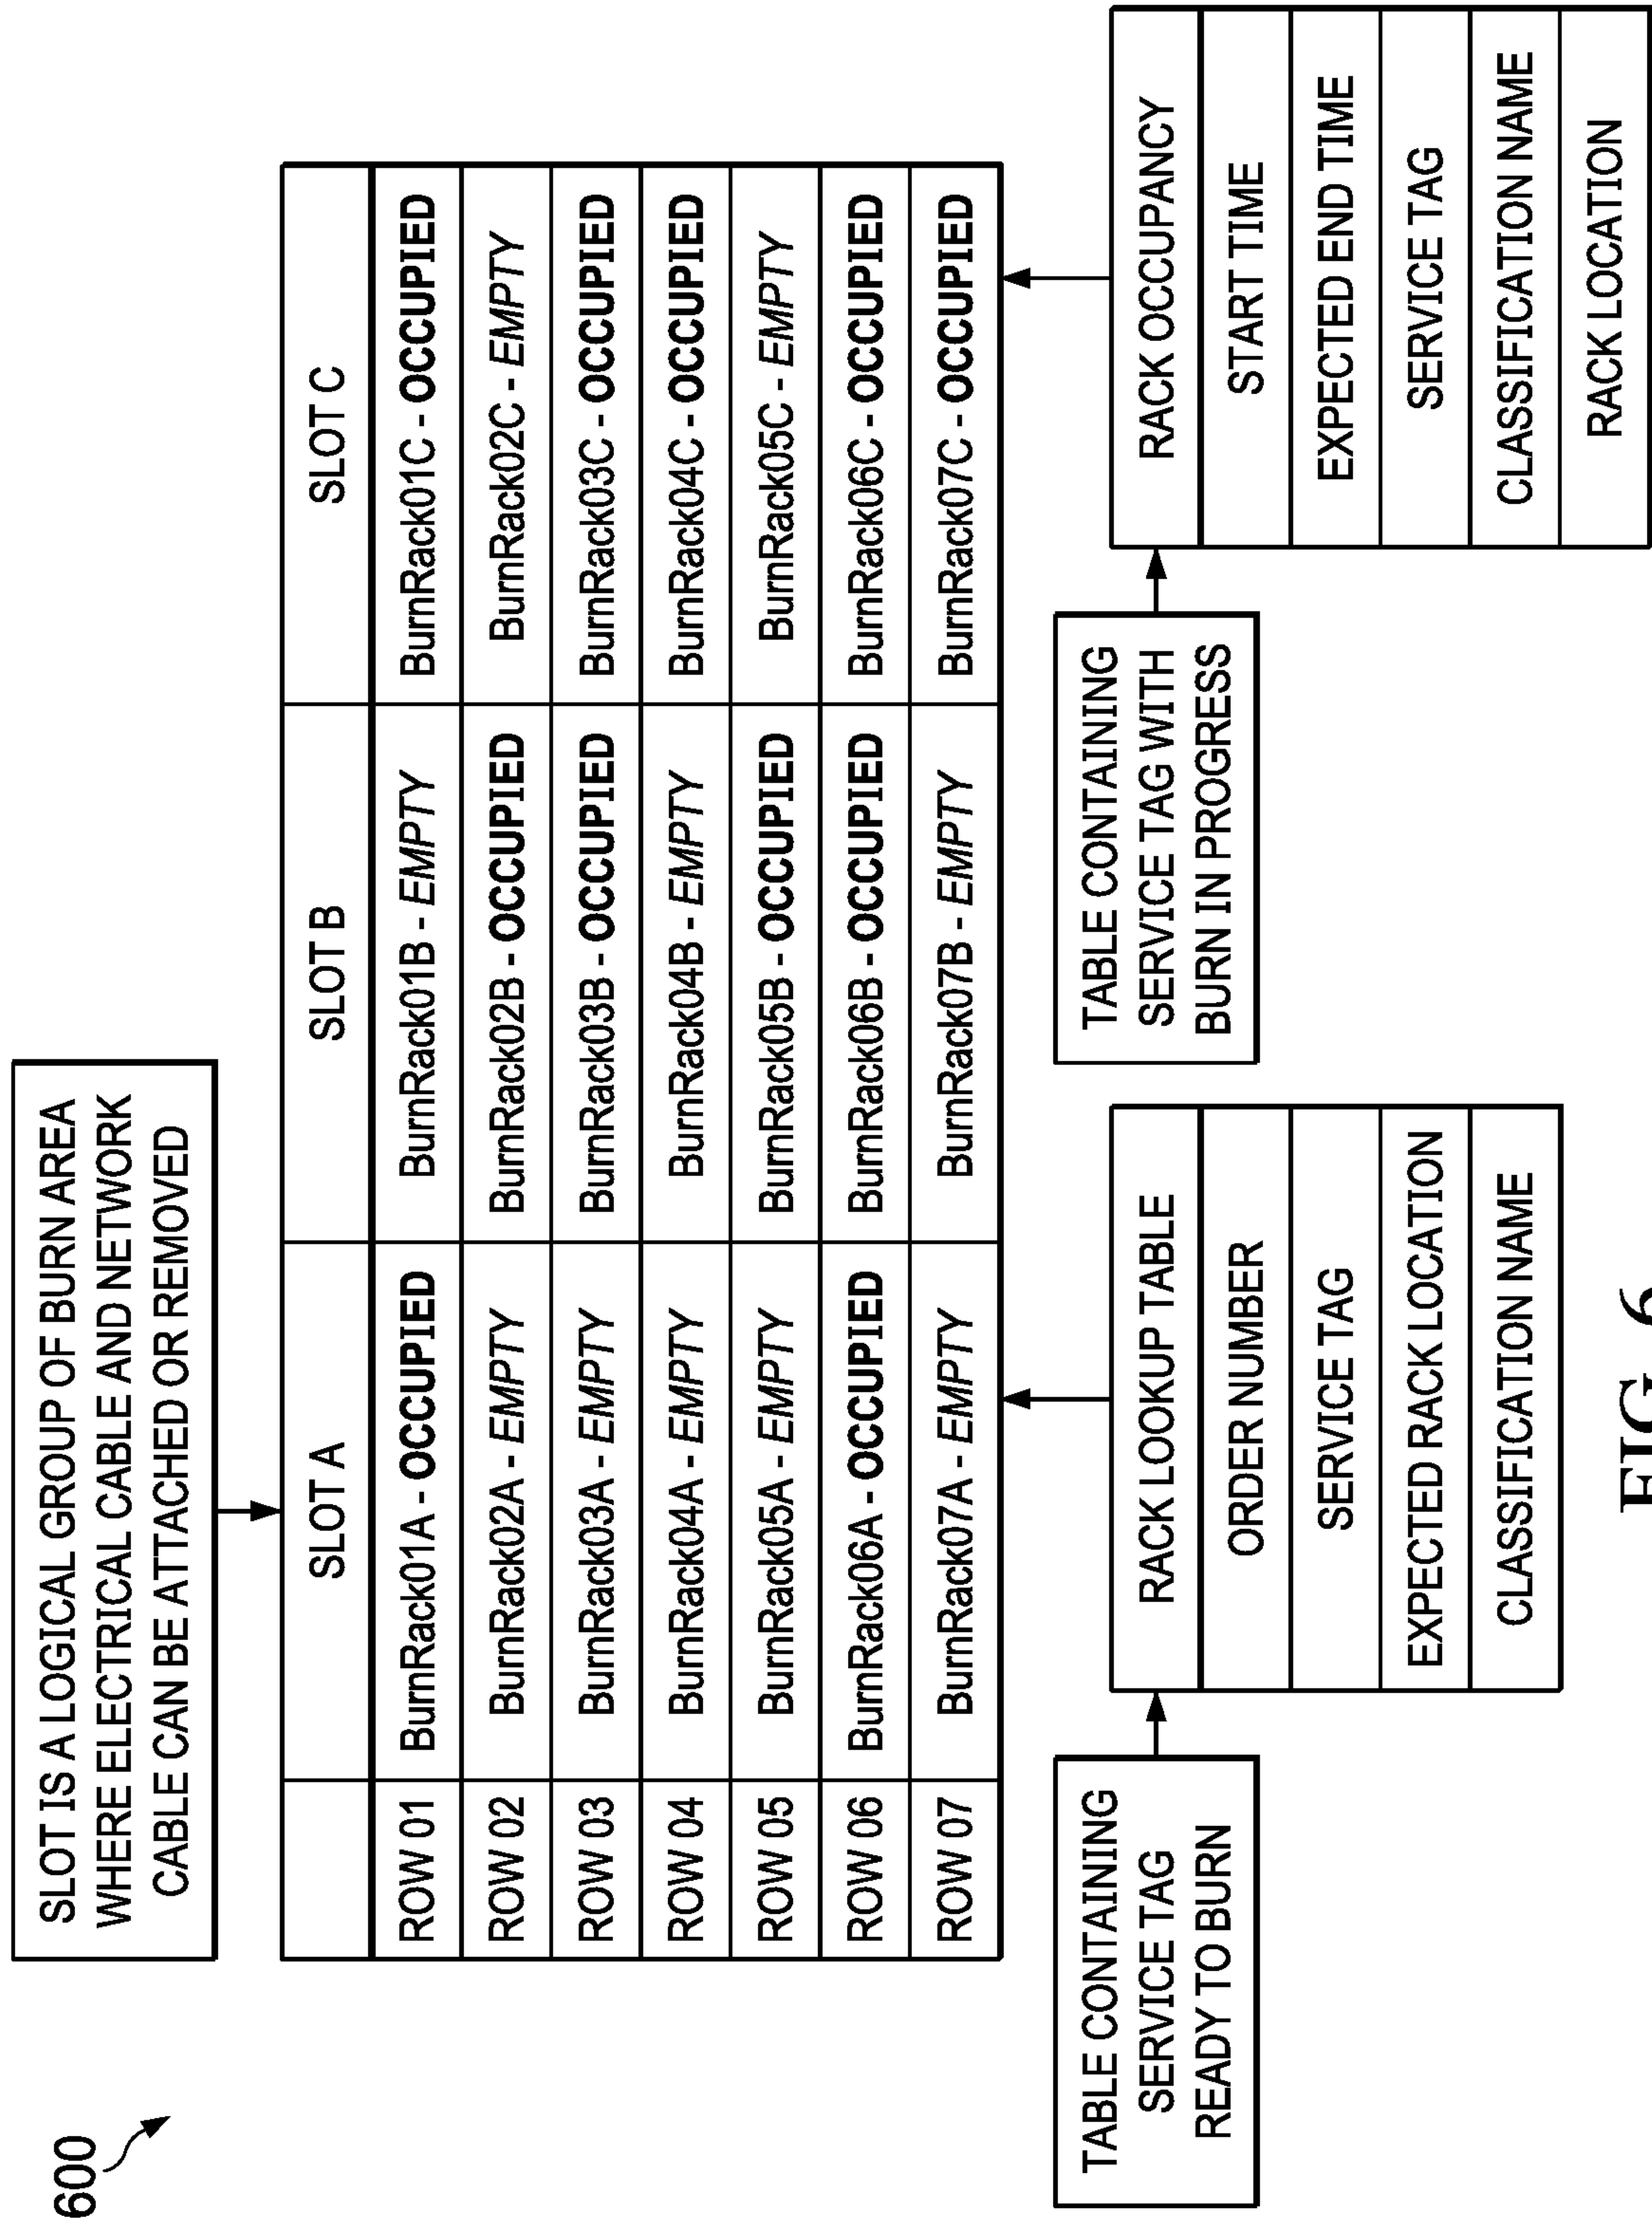 600
SLOT IS A LOGICAL GROUP OF BURN AREA
WHERE ELECTRICAL CABLE AND NETWORK
CABLE CAN BE ATTACHED OR REMOVED
SLOT A SLOT B SLOT C
ROW 01 BurnRack01A - OCCUPIED BurnRack01B - EMPTY BurnRack01C - OCCUPIED
ROW 02 BurnRack02A - EMPTY BurnRack02B - OCCUPIED BurnRack02C - EMPTY
ROW 03 BurnRack03A - EMPTY BurnRack03B - OCCUPIED BurnRack03C - OCCUPIED
ROW 04 BurnRack04A - EMPTY BurnRack04B - EMPTY BurnRack04C - OCCUPIED
ROW 05 BurnRack05A - EMPTY BurnRack05B - OCCUPIED BurnRack05C - EMPTY
ROW 06 BurnRack06A - OCCUPIED BurnRack06B - OCCUPIED BurnRack06C - OCCUPIED
ROW 07 BurnRack07A - EMPTY BurnRack07B - EMPTY BurnRack07C - OCCUPIED
TABLE CONTAINING
SERVICE TAG
READY TO BURN
RACK LOOKUP TABLE
ORDER NUMBER
SERVICE TAG
EXPECTED RACK LOCATION
CLASSIFICATION NAME
TABLE CONTAINING
SERVICE TAG WITH
BURN IN PROGRESS
RACK OCCUPANCY
START TIME
EXPECTED END TIME
SERVICE TAG
CLASSIFICATION NAME
RACK LOCATION